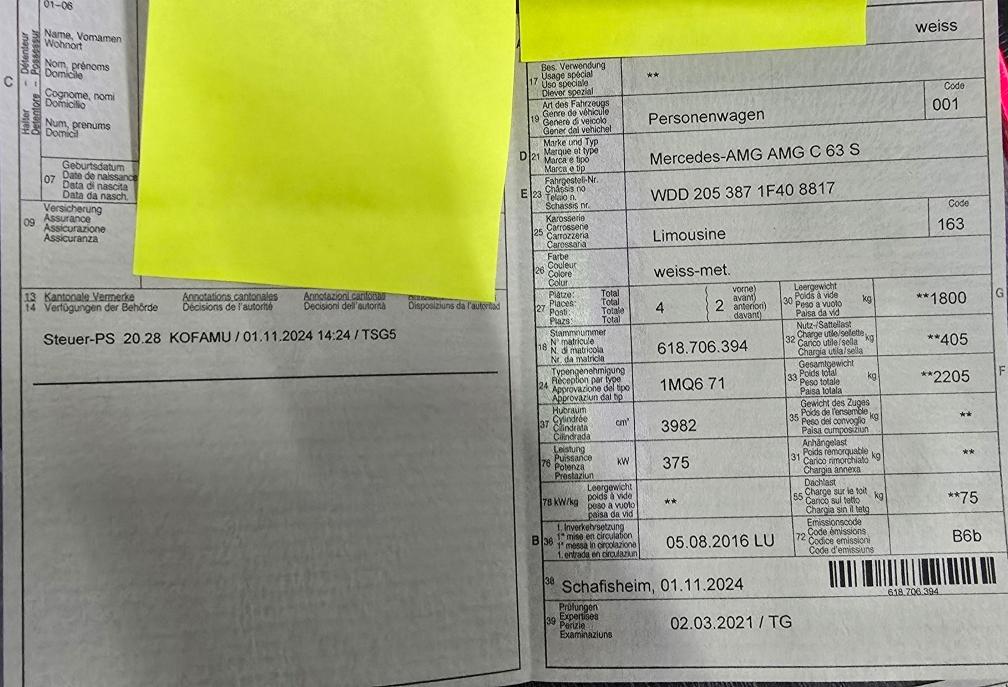 01-06
C
Halter – Détenteur
Detentore – Possessur
Name, Vornamen
Wohnort
Nom, prénoms
Domicile
Cognome, nomi
Domicilio
Num, prenums
Domicil
07
Geburtsdatum
Date de naissance
Data di nascita
Data da nasch.
09
Versicherung
Assurance
Assicurazione
Assicuranza
13 Kantonale Vermerke Annotations cantonales Annotazioni cantonali
14 Verfügungen der Behörde Décisions de l'autorité Decisioni dell'autorità Disposiziuns da l'autoritad
Steuer-PS 20.28 KOFAMU / 01.11.2024 14:24 / TSG5
weiss
17
Bes. Verwendung
Usage spécial
Uso speciale
Diever spezial
**
19
Art des Fahrzeugs
Genre de véhicule
Genere di veicolo
Gener dal vehichel
Personenwagen
Code
001
D 21
Marke und Typ
Marque et type
Marca e tipo
Marca e tip
Mercedes-AMG AMG C 63 S
E 23
Fahrgestell-Nr.
Châssis no
Telaio n.
Schassis nr.
WDD 205 387 1F40 8817
25
Karosserie
Carrosserie
Carrozzeria
Carossaria
Limousine
Code
163
26
Farbe
Couleur
Colore
Colur
weiss-met.
27
Plätze: Total
Places: Total
Posti: Totale
Plazs: Total
4
2
vorne)
avant)
anteriori)
davant)
30
Leergewicht
Poids à vide
Peso a vuoto
Paisa da vid
kg
**1800
G
18
Stammnummer
N° matricule
N. di matricola
Nr. da matricla
618.706.394
32
Nutz-/Sattellast
Charge utile/sellette
Carico utile/sella
Chargia utila/sella
kg
**405
24
Typengenehmigung
Réception par type
Approvazione del tipo
Approvaziun dal tip
1MQ6 71
33
Gesamtgewicht
Poids total
Peso totale
Paisa totala
kg
**2205
F
37
Hubraum
Cylindrée
Cilindrata
Cilindrada
cm³
3982
35
Gewicht des Zuges
Poids de l'ensemble
Peso del convoglio
Paisa cumposiziun
kg
**
76
Leistung
Puissance
Potenza
Prestaziun
kW
375
31
Anhängelast
Poids remorquable
Carico rimorchiato
Chargia annexa
kg
**
78 kW/kg
Leergewicht
poids à vide
peso a vuoto
paisa da vid
**
55
Dachlast
Charge sur le toit
Carico sul tetto
Chargia sin il tetg
kg
**75
B 36
1. Inverkehrsetzung
1re mise en circulation
1a messa in circolazione
1. entrada en circulaziun
05.08.2016 LU
72
Emissionscode
Code émissions
Codice emissioni
Code d'emissiuns
B6b
38 Schafisheim, 01.11.2024
618.706.394
39
Prüfungen
Expertises
Perizie
Examinaziuns
02.03.2021 / TG